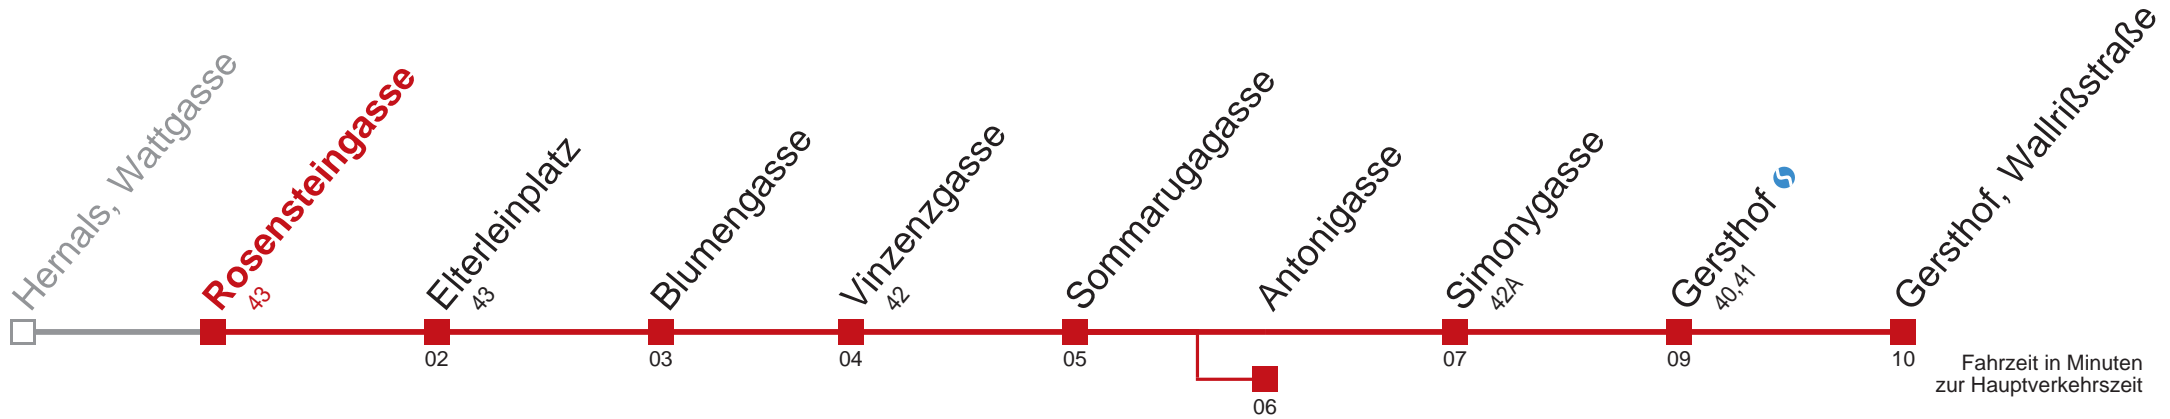 Hernals, Wattgasse
Rosensteingasse
43
Elterleinplatz
43
Blumengasse
Vinzenzgasse
42
Sommarugagasse
Antonigasse
Simonygasse
42A
Gersthof
40,41
Gersthof, Wallrißstraße
02
03
04
05
06
07
09
10
Fahrzeit in Minuten
zur Hauptverkehrszeit